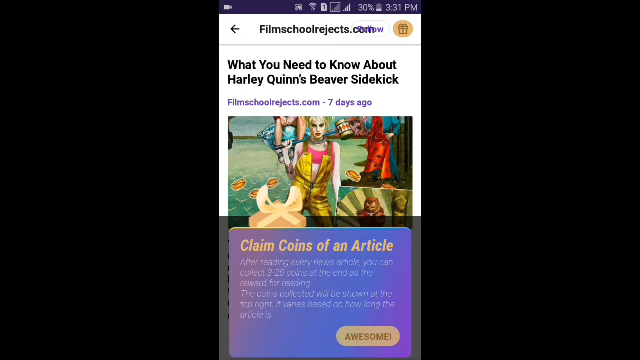 30% 3:31 PM
Filmschoolrejects.com Follow
What You Need to Know About
Harley Quinn's Beaver Sidekick
Filmschoolrejects.com - 7 days ago
Claim Coins of an Article
After reading every news article, you can
collect 3-20 coins at the end as the
reward for reading.
The coins collected will be shown at the
top right. It varies based on how long the
article is.
AWESOME!